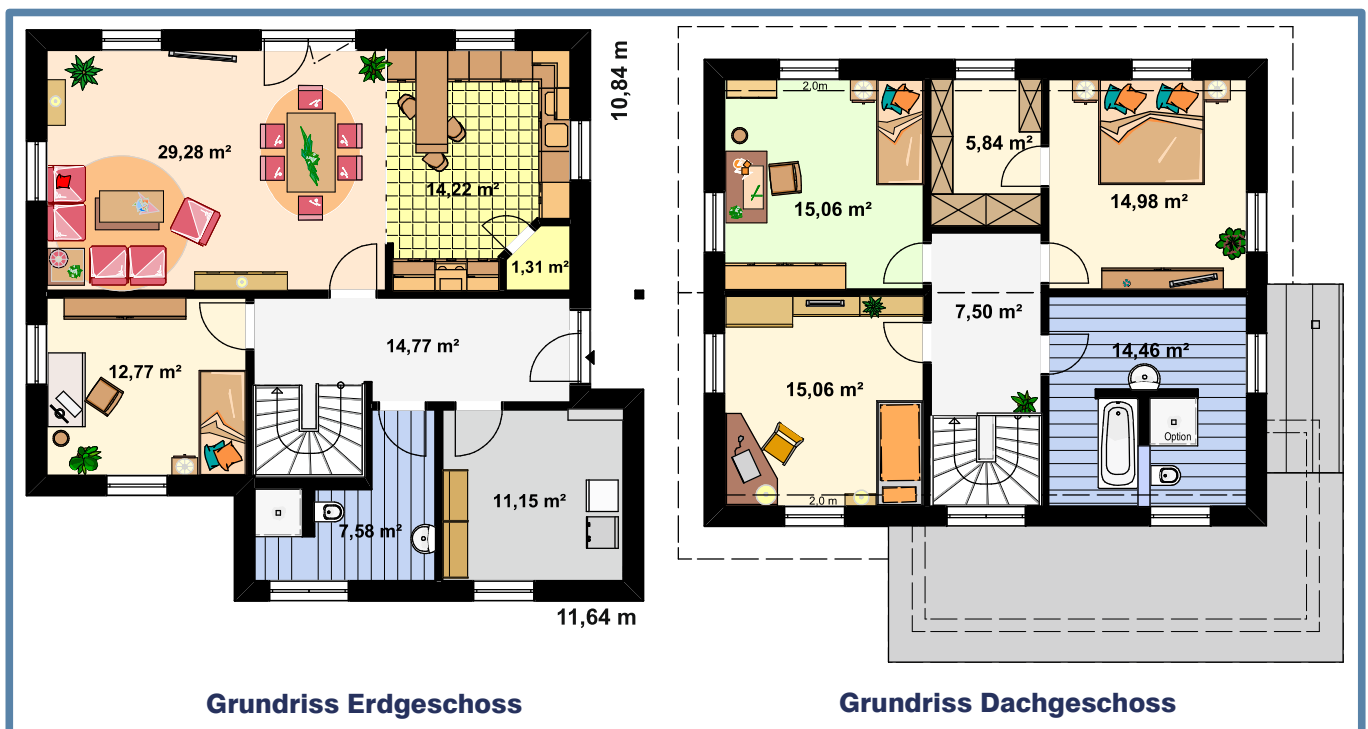 10,84 m
29,28 m²
14,22 m²
1,31 m²
14,77 m²
12,77 m²
7,58 m²
11,15 m²
11,64 m
Grundriss Erdgeschoss
2,0m
5,84 m²
15,06 m²
14,98 m²
7,50 m²
14,46 m²
15,06 m²
Option
2,0 m
Grundriss Dachgeschoss